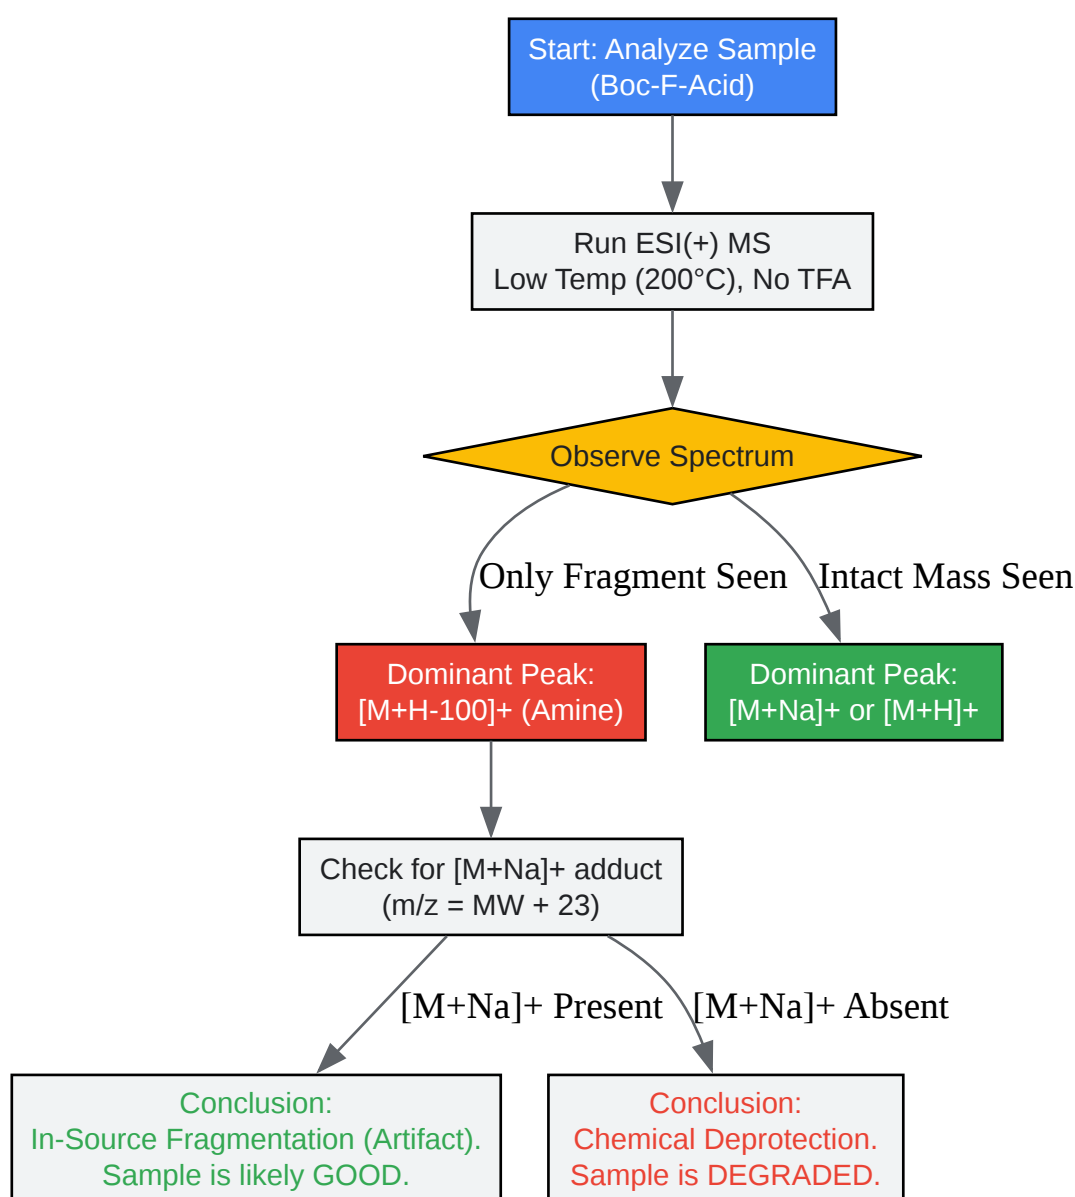 Start: Analyze Sample
(Boc-F-Acid)
Run ESI(+) MS
Low Temp (200°C), No TFA
Observe Spectrum
Only Fragment Seen
Intact Mass Seen
Dominant Peak:
[M+H-100]+ (Amine)
Dominant Peak:
[M+Na]+ or [M+H]+
Check for [M+Na]+ adduct
(m/z = MW + 23)
[M+Na]+ Present
[M+Na]+ Absent
Conclusion:
In-Source Fragmentation (Artifact).
Sample is likely GOOD.
Conclusion:
Chemical Deprotection.
Sample is DEGRADED.